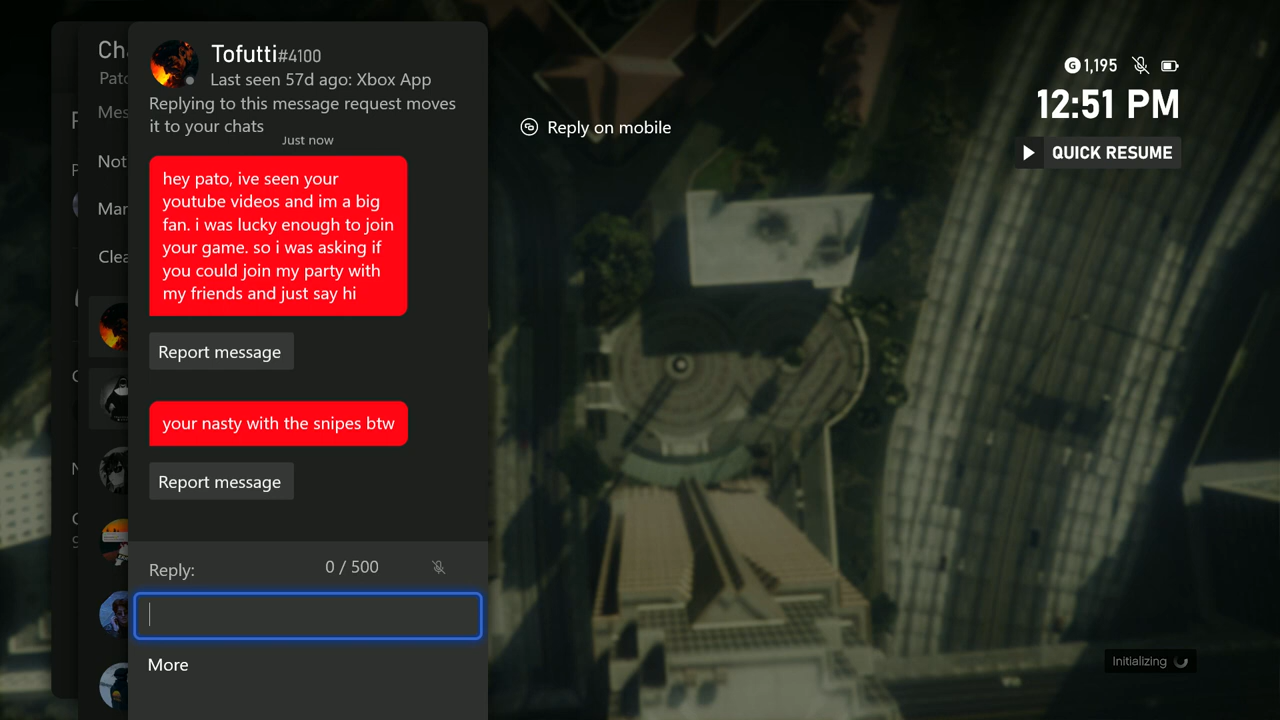 Tofutti#4100
Last seen 57d ago: Xbox App
Replying to this message request moves
it to your chats
Just now
hey pato, ive seen your
youtube videos and im a big
fan. i was lucky enough to join
your game. so i was asking if
you could join my party with
my friends and just say hi
Report message
your nasty with the snipes btw
Report message
Reply:
0 / 500
More
Reply on mobile
G 1,195
12:51 PM
QUICK RESUME
Initializing